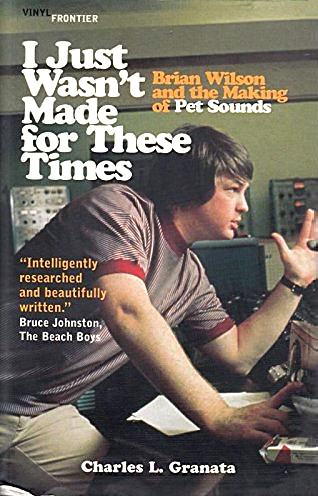 VINYL FRONTIER
I Just
Wasn't
Made
for These
Times
Brian Wilson
and the Making
of Pet Sounds
“Intelligently
researched
and beautifully
written.”
Bruce Johnston,
The Beach Boys
Charles L. Granata